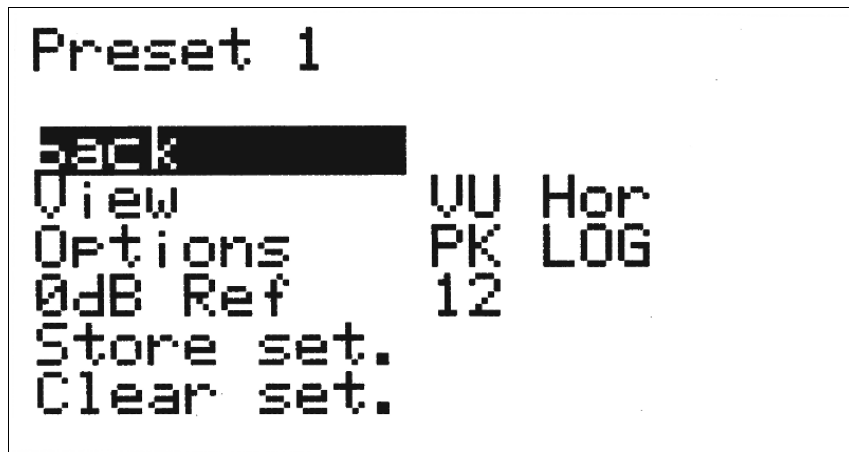 Preset 1
Back
View VU Hor
Options PK LOG
0dB Ref 12
Store set.
Clear set.